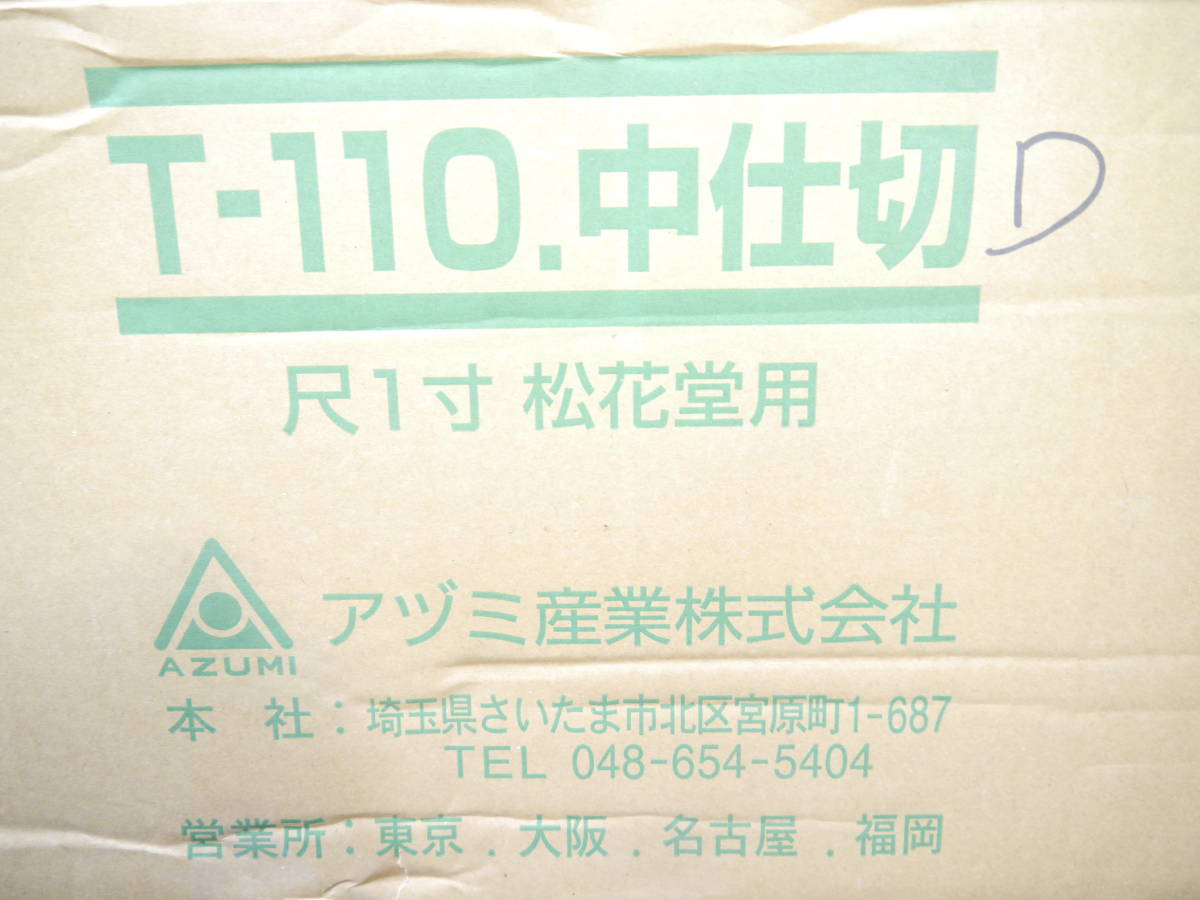 T-110.中仕切 D
尺1寸 松花堂用
アヅミ産業株式会社
AZUMI
本 社:埼玉県さいたま市北区宮原町1-687
TEL 048-654-5404
営業所:東京.大阪.名古屋.福岡